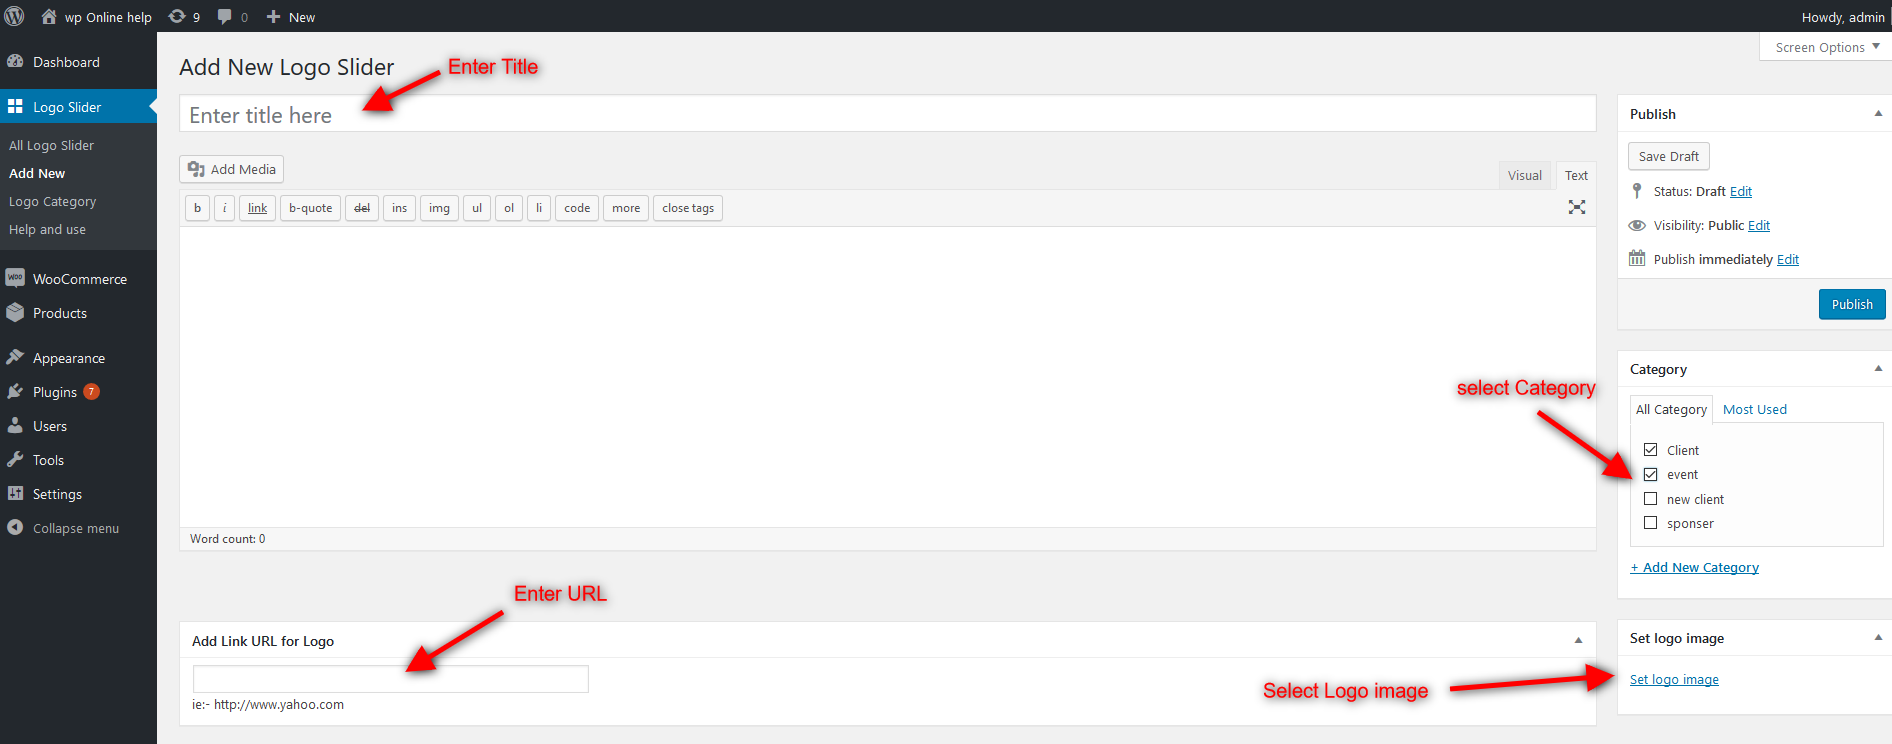 wp Online help 9 0 New Howdy, admin
Screen Options
Dashboard
Logo Slider
All Logo Slider
Add New
Logo Category
Help and use
WOO WooCommerce
Products
Appearance
Plugins 7
Users
Tools
Settings
Collapse menu
Add New Logo Slider
Enter Title
Enter title here
Add Media
Visual Text
b i link b-quote del ins img ul ol li code more close tags
Word count: 0
Enter URL
Add Link URL for Logo
ie:- http://www.yahoo.com
Publish
Save Draft
Status: Draft Edit
Visibility: Public Edit
Publish immediately Edit
Publish
Category
select Category
All Category Most Used
Client
event
new client
sponser
+ Add New Category
Set logo image
Select Logo image
Set logo image